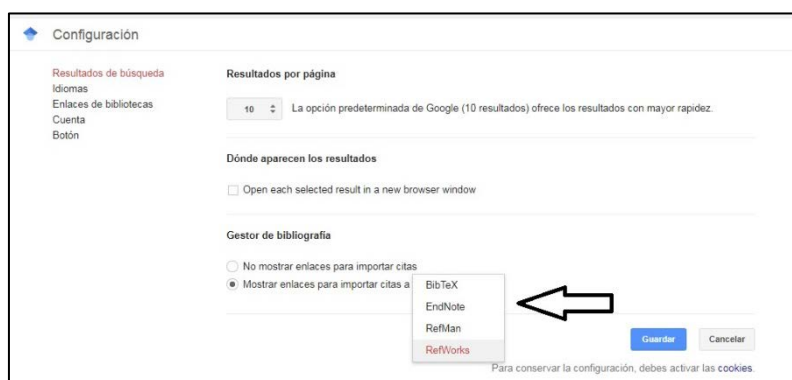 Configuración
Resultados de búsqueda
Idiomas
Enlaces de bibliotecas
Cuenta
Botón
Resultados por página
10 La opción predeterminada de Google (10 resultados) ofrece los resultados con mayor rapidez.
Dónde aparecen los resultados
Open each selected result in a new browser window
Gestor de bibliografía
No mostrar enlaces para importar citas
Mostrar enlaces para importar citas a
BibTeX
EndNote
RefMan
RefWorks
Guardar Cancelar
Para conservar la configuración, debes activar las cookies.